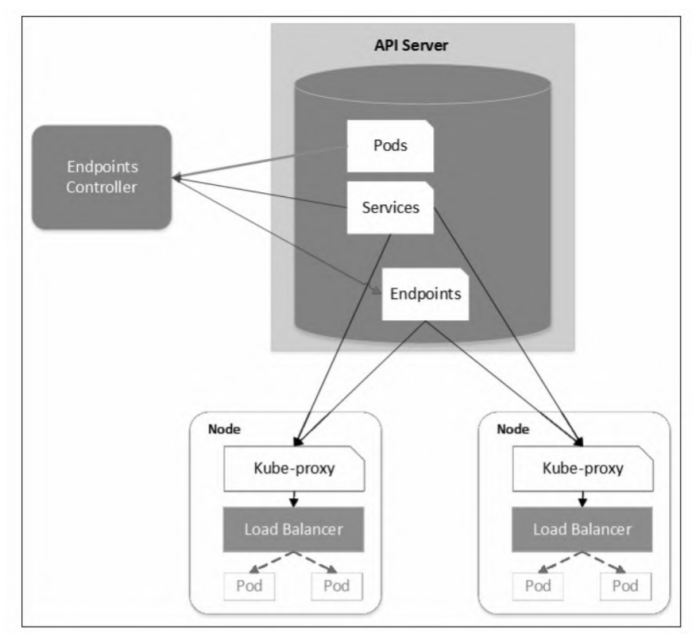 API Server
Pods
Endpoints
Controller
Services
Endpoints
Node
Node
Kube-proxy
Kube-proxy
Load Balancer
Load Balancer
Pod
Pod
Pod
Pod